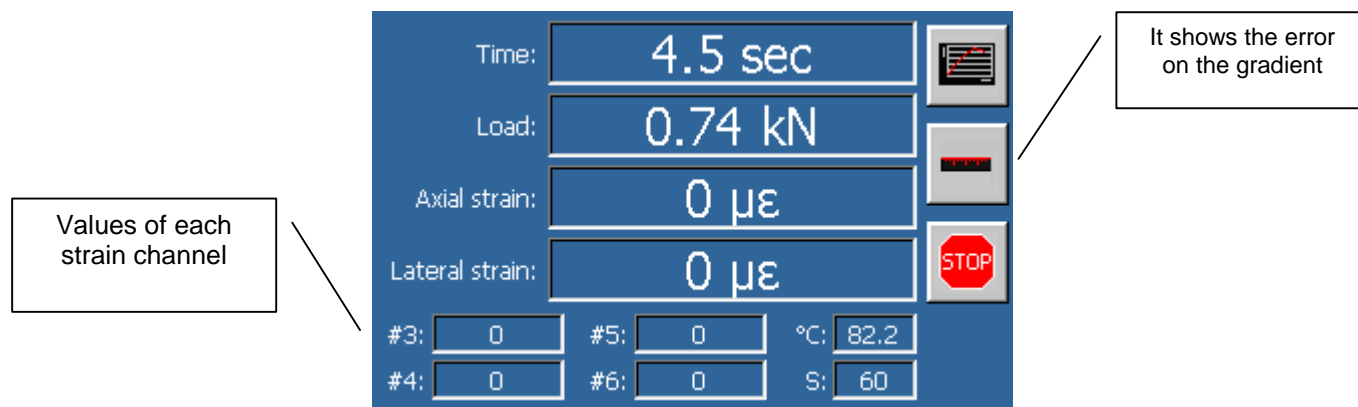 Time: 4.5 sec
Load: 0.74 kN
Axial strain: 0 µε
Lateral strain: 0 µε
#3: 0 #5: 0 °C: 82.2
#4: 0 #6: 0 S: 60
STOP
It shows the error
on the gradient
Values of each
strain channel